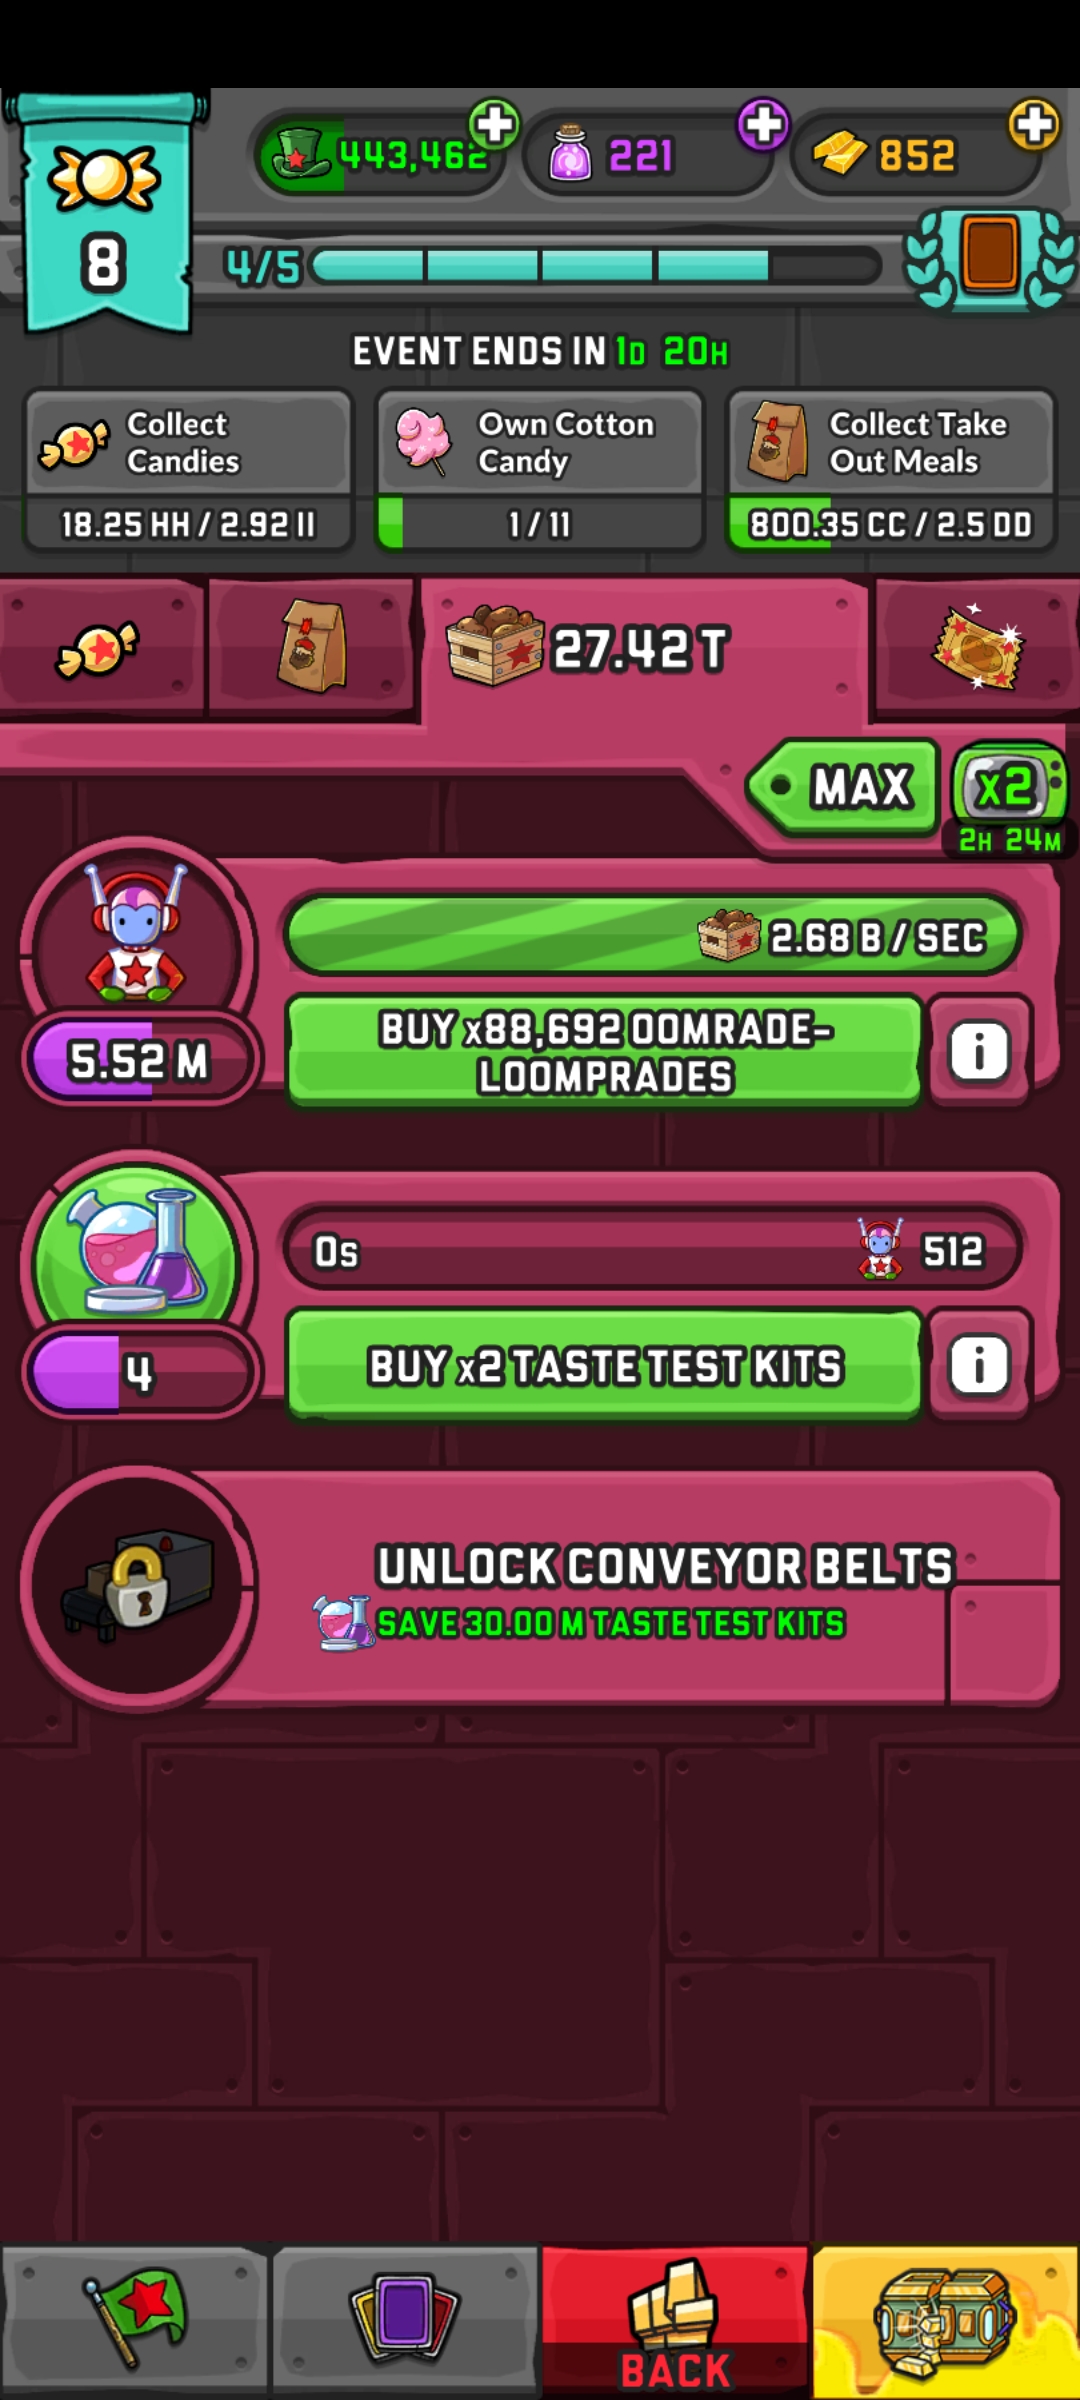 443,462
221
852
8
4/5
EVENT ENDS IN 1D 20H
Collect
Candies
18.25 HH / 2.92 II
Own Cotton
Candy
1 / 11
Collect Take
Out Meals
800.35 CC / 2.5 DD
27.42 T
MAX
x2
2H 24M
2.68 B / SEC
5.52 M
BUY x88,692 OOMRADE-
LOOMPRADES
i
0s
512
4
BUY x2 TASTE TEST KITS
i
UNLOCK CONVEYOR BELTS
SAVE 30.00 M TASTE TEST KITS
BACK